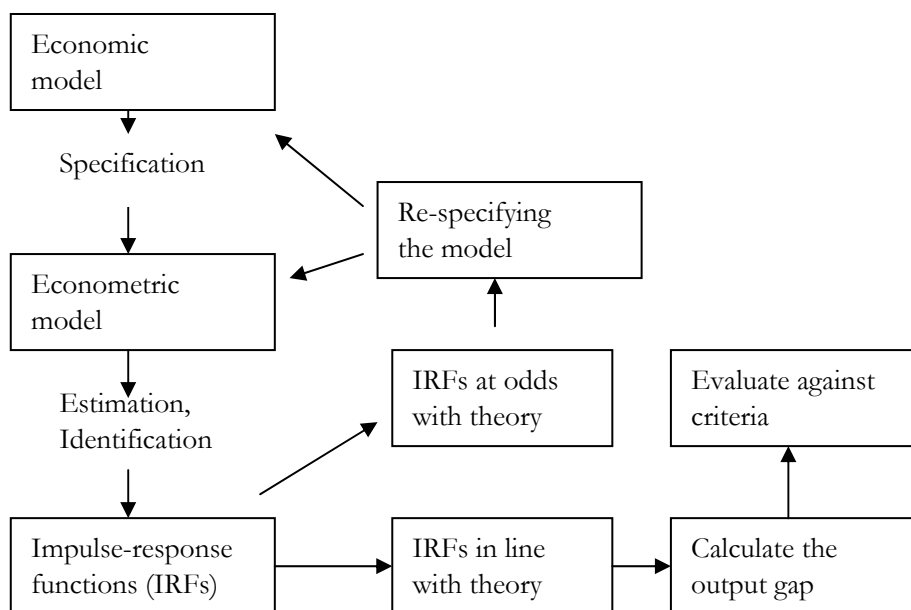 Economic
model
Specification
Re-specifying
the model
Econometric
model
IRFs at odds
with theory
Evaluate against
criteria
Estimation,
Identification
Impulse-response
functions (IRFs)
IRFs in line
with theory
Calculate the
output gap